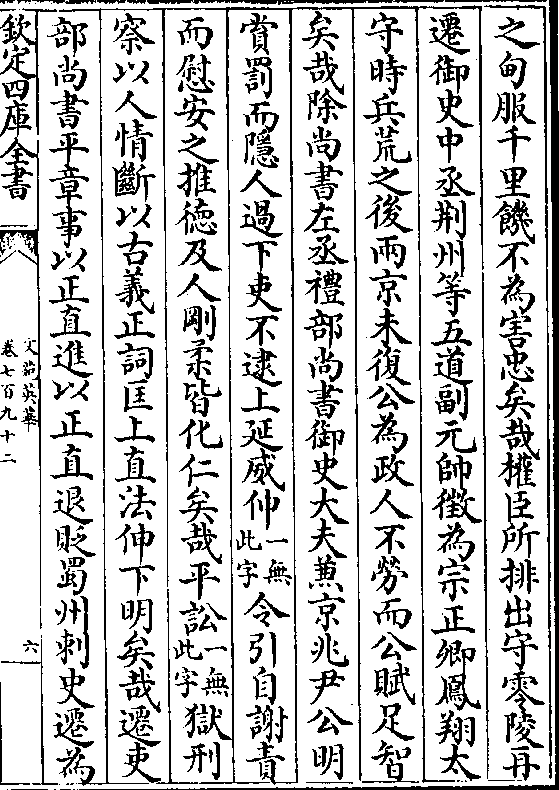 之甸服千里饑不為害忠矣哉權臣所排出守零陵再
遷御史中丞荆州等五道副元帥徵為宗正卿鳳翔太
守時兵荒之後兩京未復公為政人不勞而公賦足智
矣哉除尚書左丞禮部尚書御史大夫兼京兆尹公明
賞罰而隱人過下吏不逮上延威仲一無此字令引自謝責
而慰安之推德及人剛柔皆化仁矣哉平訟一無此字獄刑
察以人情斷以古義正詞匡上直法伸下明矣哉遷吏
部尚書平章事以正直進以正直退貶蜀州刺史遷為
欽定四庫全書
文苑英華
卷七百九十二
六